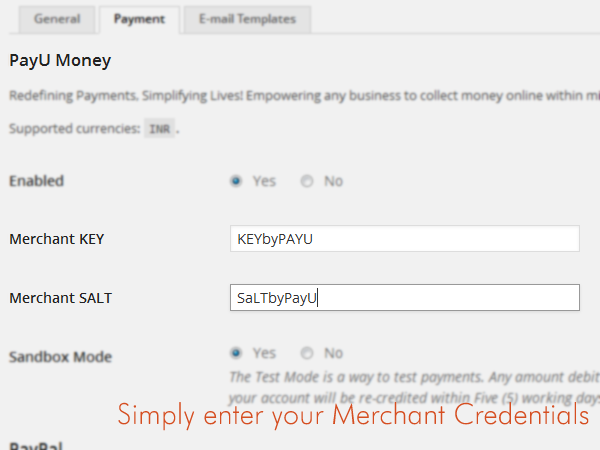 General Payment E-mail Templates
PayU Money
Redefining Payments, Simplifying Lives! Empowering any business to collect money online within
Supported currencies: INR .
Enabled Yes No
Merchant KEY KEYbyPAYU
Merchant SALT SaLTbyPayU
Sandbox Mode Yes No
The Test Mode is a way to test payments. Any amount debit
your account will be re-credited within Five (5) working days
Simply enter your Merchant Credentials
PayPal